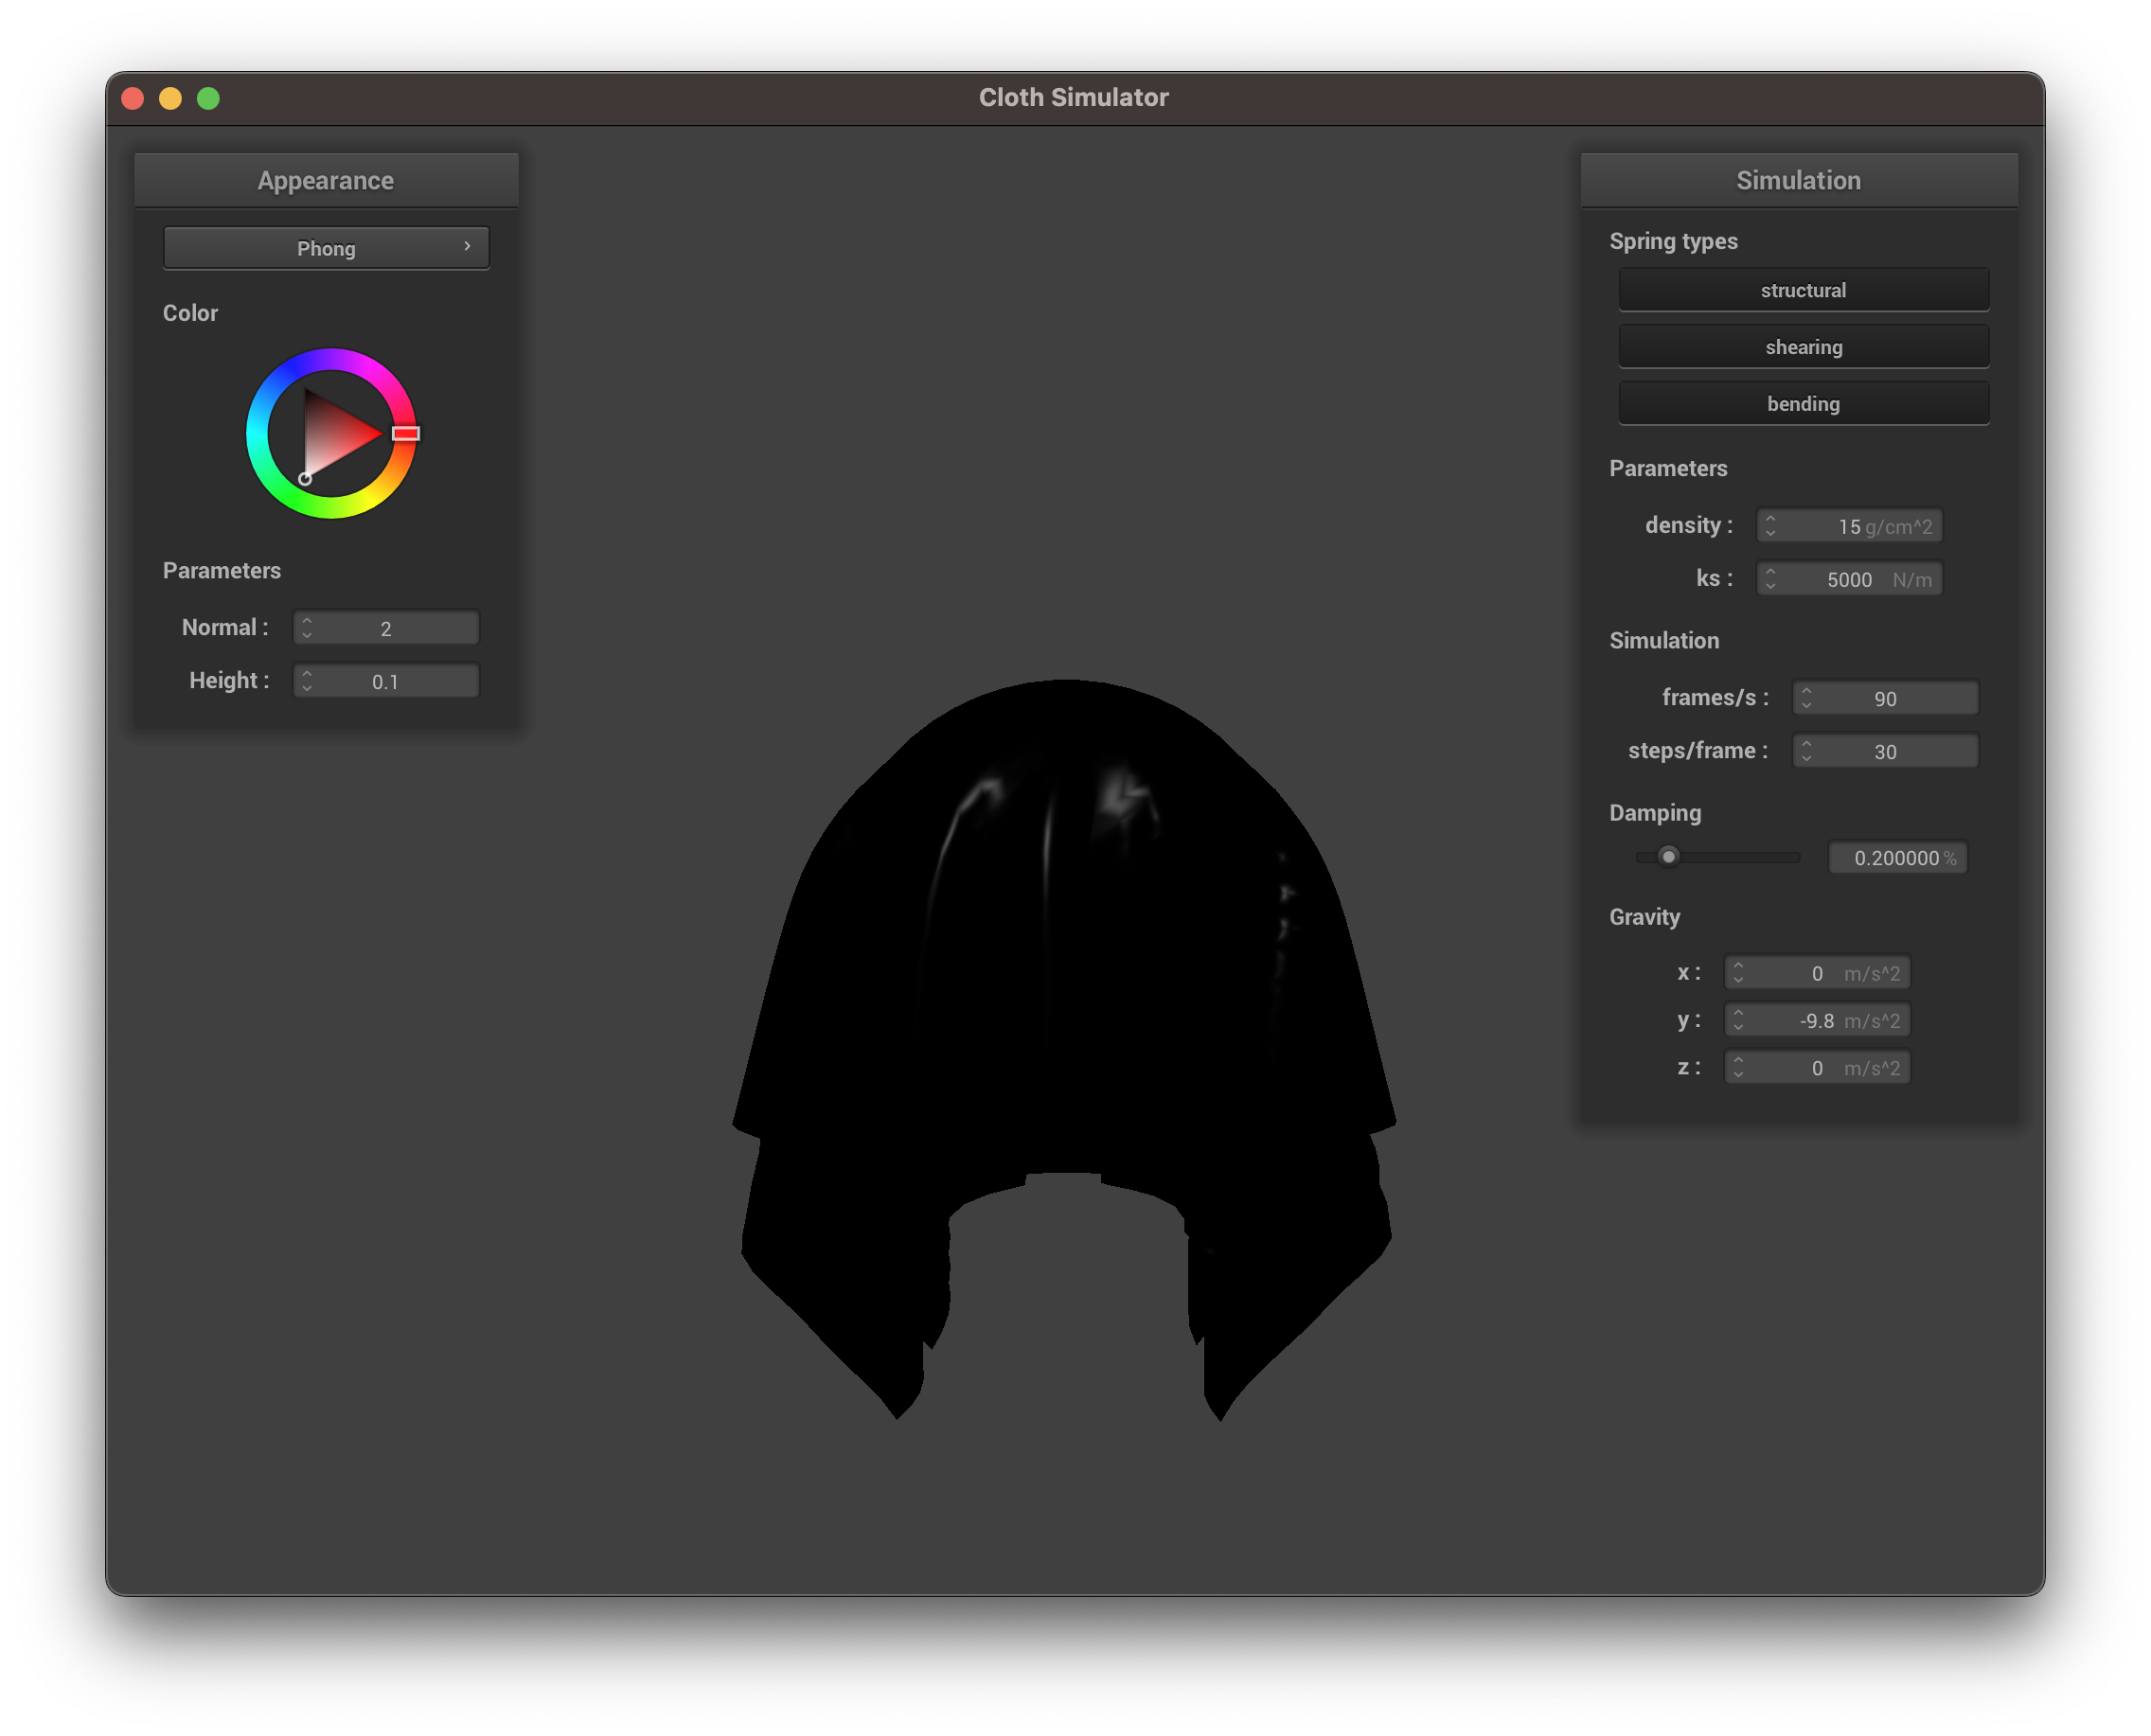 Cloth Simulator
Appearance
Phong
Color
Parameters
Normal : 2
Height : 0.1
Simulation
Spring types
structural
shearing
bending
Parameters
density : 15 g/cm^2
ks : 5000 N/m
Simulation
frames/s : 90
steps/frame : 30
Damping
0.200000 %
Gravity
x : 0 m/s^2
y : -9.8 m/s^2
z : 0 m/s^2